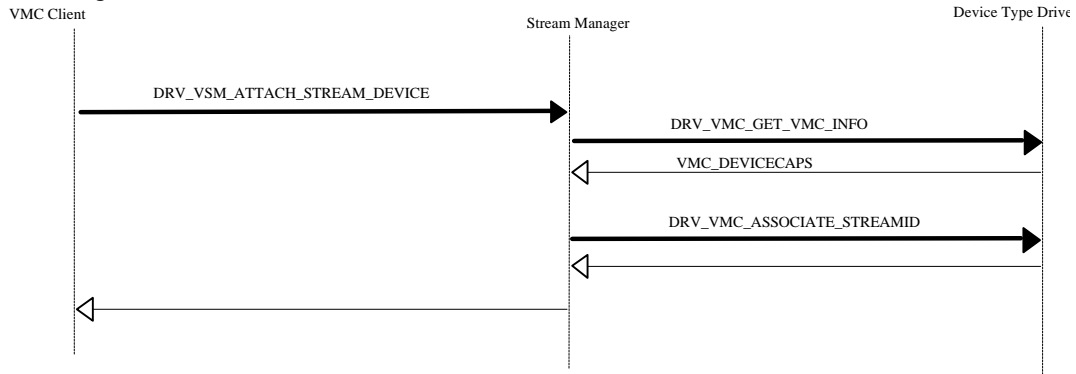 VMC Client
Stream Manager
Device Type Drive
DRV_VSM_ATTACH_STREAM_DEVICE
DRV_VMC_GET_VMC_INFO
VMC_DEVICECAPS
DRV_VMC_ASSOCIATE_STREAMID